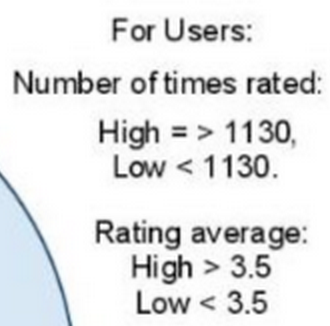 For Users:
Number of times rated:
High = > 1130,
Low < 1130.
Rating average:
High > 3.5
Low < 3.5